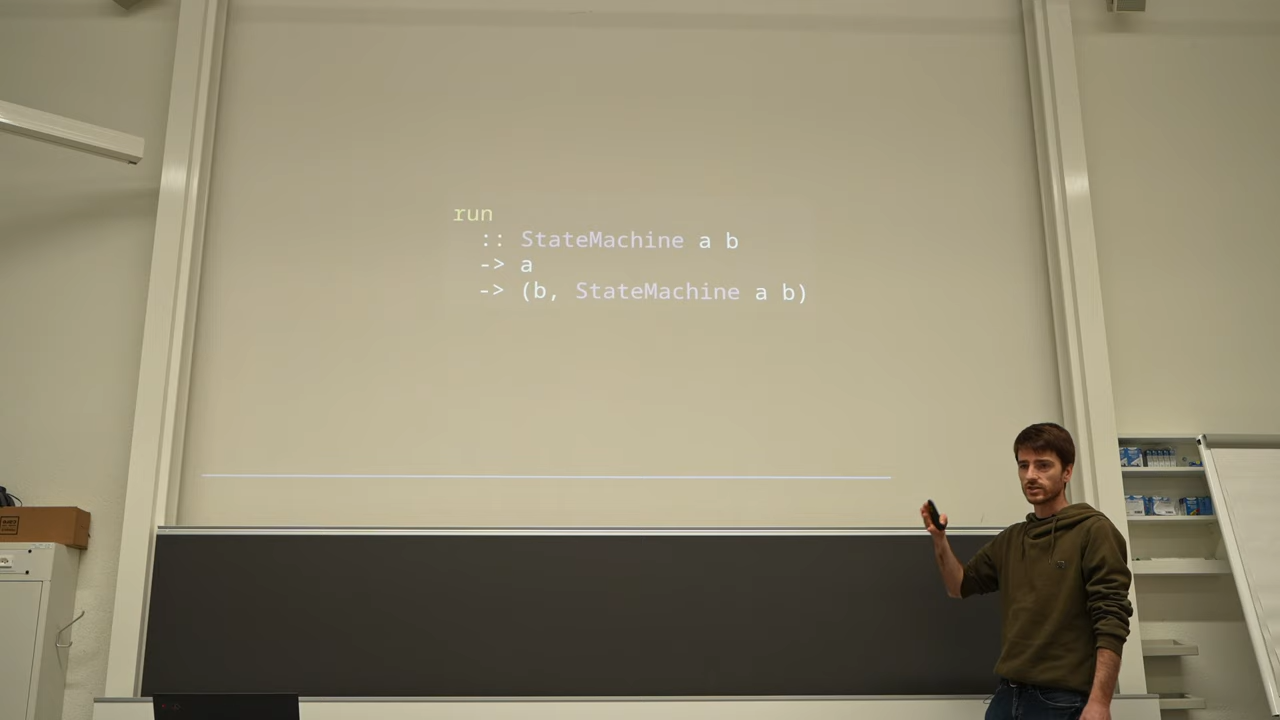 run
  :: StateMachine a b
  -> a
  -> (b, StateMachine a b)